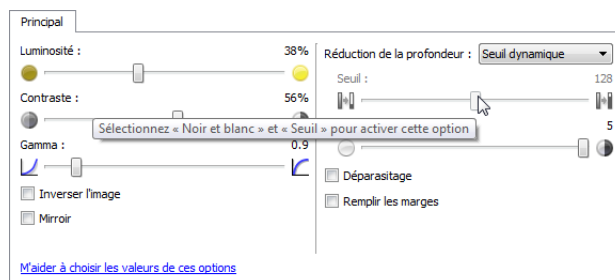 Principal
Luminosité : 38%
Contraste : 56%
Gamma : 0.9
Inverser l'image
Mirroir
M'aider à choisir les valeurs de ces options
Réduction de la profondeur : Seuil dynamique
Seuil : 128
Sélectionnez « Noir et blanc » et « Seuil » pour activer cette option
5
Déparasitage
Remplir les marges